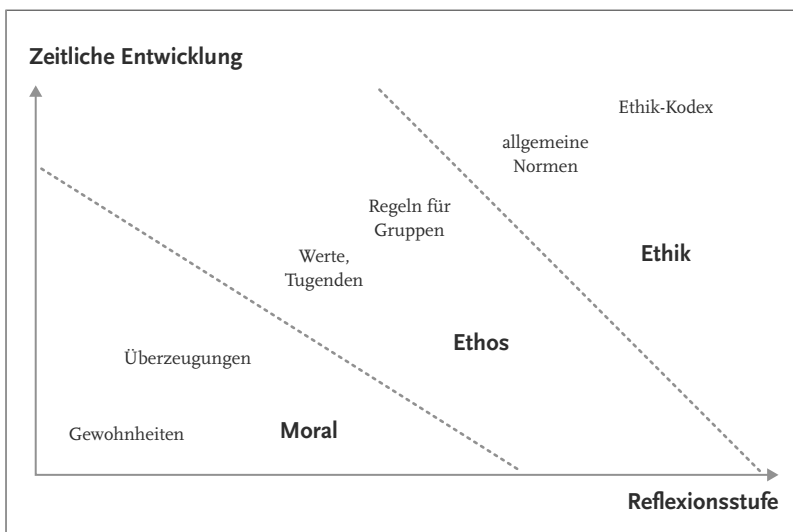 Zeitliche Entwicklung
Ethik-Kodex
allgemeine
Normen
Regeln für
Gruppen
Werte,
Tugenden
Ethik
Ethos
Überzeugungen
Moral
Gewohnheiten
Reflexionsstufe